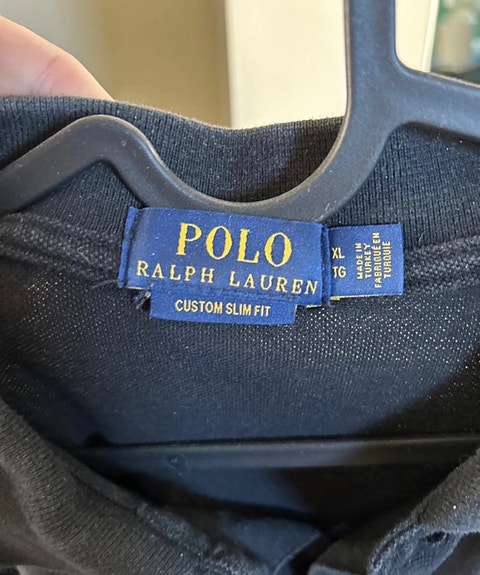 POLO
RALPH LAUREN
CUSTOM SLIM FIT
XL
TG
MADE IN
TURKEY
FABRIQUÉ EN
TURQUIE